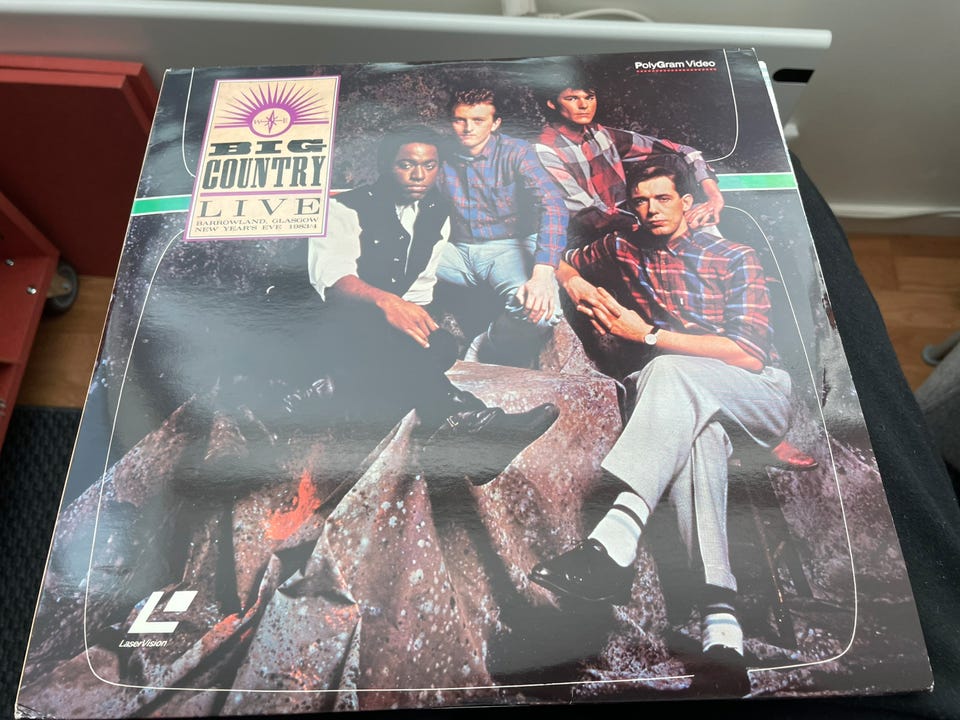 PolyGram Video
W E
BIG
COUNTRY
LIVE
BARROWLAND, GLASGOW
NEW YEAR'S EVE 1983/4
LaserVision